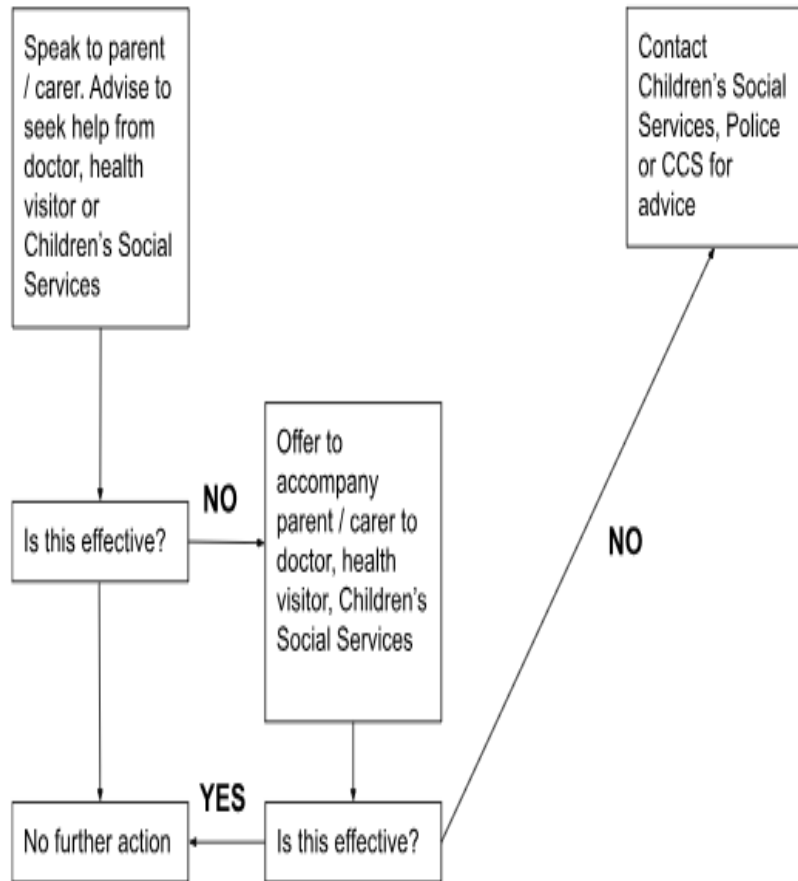 Speak to parent
/ carer. Advise to
seek help from
doctor, health
visitor or
Children's Social
Services
Contact
Children's Social
Services, Police
or CCS for
advice
Is this effective?
NO
Offer to
accompany
parent / carer to
doctor, health
visitor, Children's
Social Services
NO
No further action
YES
Is this effective?